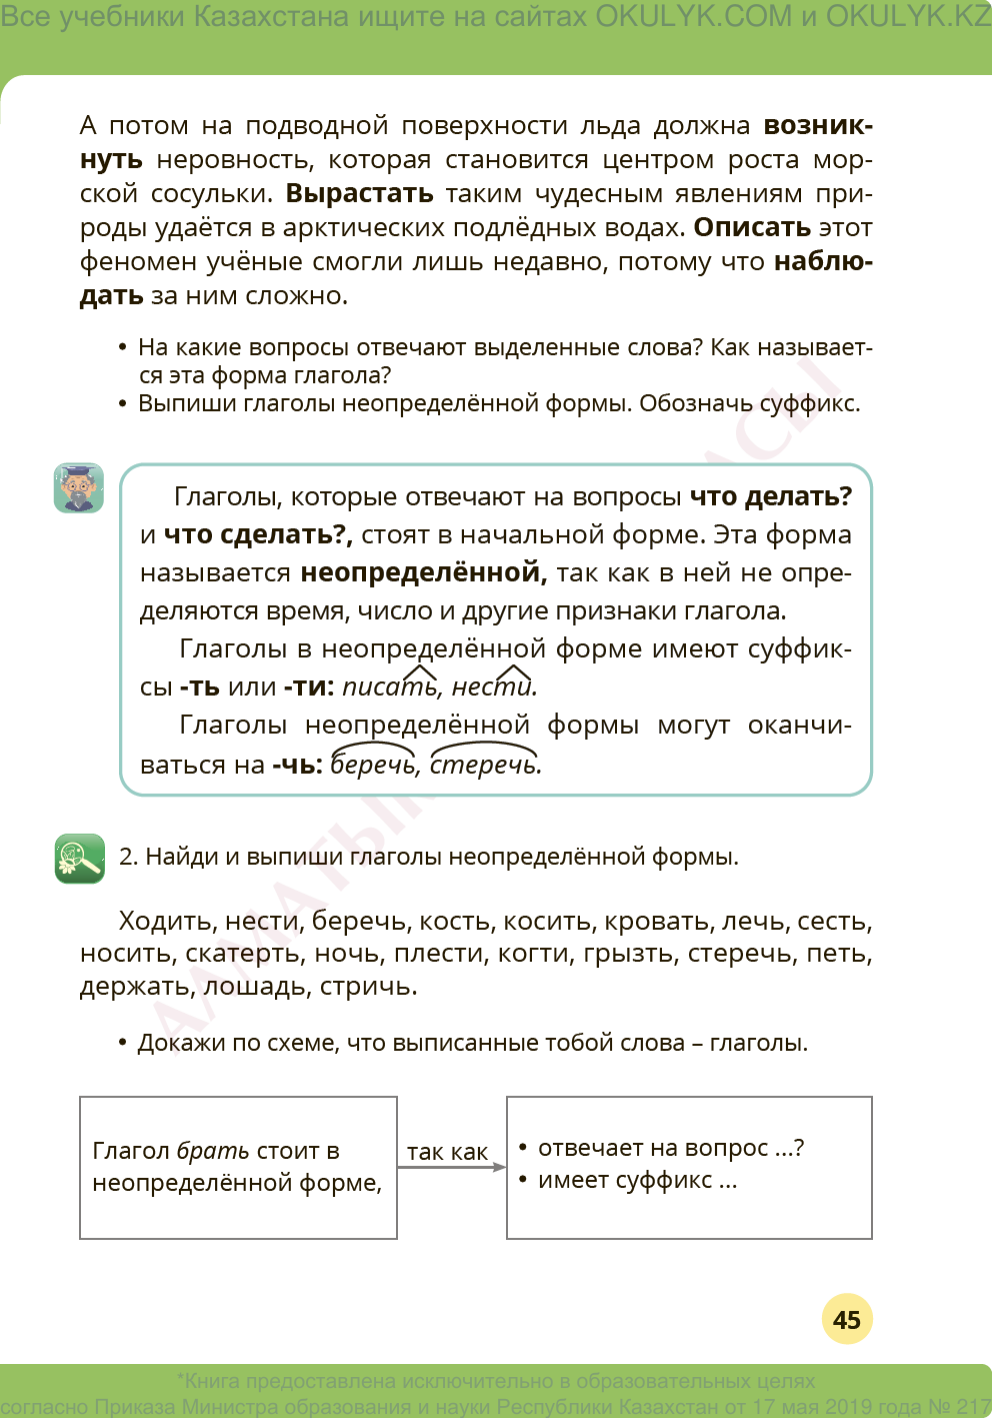 Все учебники Казахстана ищите на сайтах OKULYK.COM и OKULYK.KZ
А потом на подводной поверхности льда должна возник-
нуть неровность, которая становится центром роста мор-
ской сосульки. Вырастать таким чудесным явлениям при-
роды удаётся в арктических подлёдных водах. Описать этот
феномен учёные смогли лишь недавно, потому что наблю-
дать за ним сложно.
• На какие вопросы отвечают выделенные слова? Как называет-
ся эта форма глагола?
• Выпиши глаголы неопределённой формы. Обозначь суффикс.
Глаголы, которые отвечают на вопросы что делать?
и что сделать?, стоят в начальной форме. Эта форма
называется неопределённой, так как в ней не опре-
деляются время, число и другие признаки глагола.
Глаголы в неопределённой форме имеют суффик-
сы -ть или -ти: писать, нести.
Глаголы неопределённой формы могут оканчи-
ваться на -чь: беречь, стеречь.
2. Найди и выпиши глаголы неопределённой формы.
Ходить, нести, беречь, кость, косить, кровать, лечь, сесть,
носить, скатерть, ночь, плести, когти, грызть, стеречь, петь,
держать, лошадь, стричь.
• Докажи по схеме, что выписанные тобой слова – глаголы.
Глагол брать стоит в
неопределённой форме,
так как
• отвечает на вопрос ...?
• имеет суффикс ...
45
*Книга предоставлена исключительно в образовательных целях
согласно Приказа Министра образования и науки Республики Казахстан от 17 мая 2019 года № 217